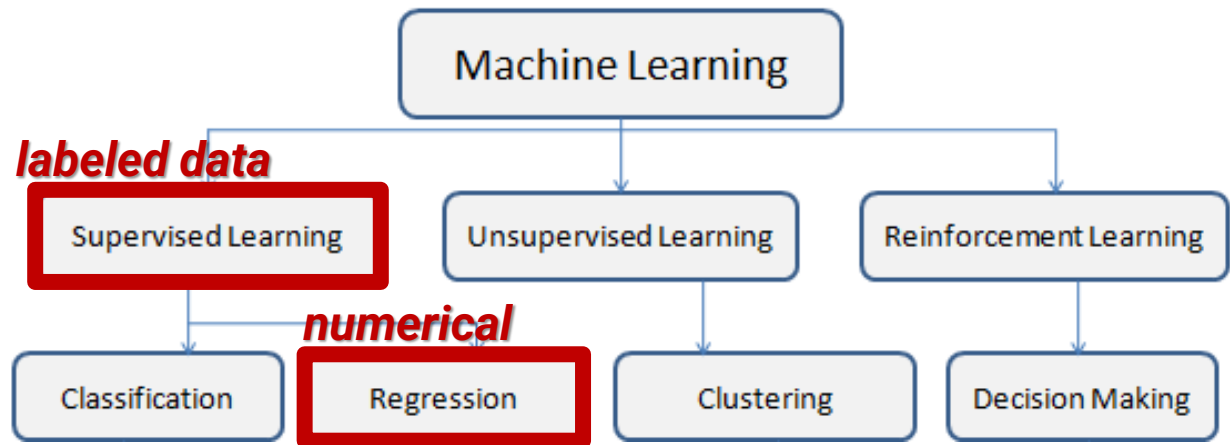 Machine Learning
labeled data
Supervised Learning
Unsupervised Learning
Reinforcement Learning
numerical
Classification
Regression
Clustering
Decision Making